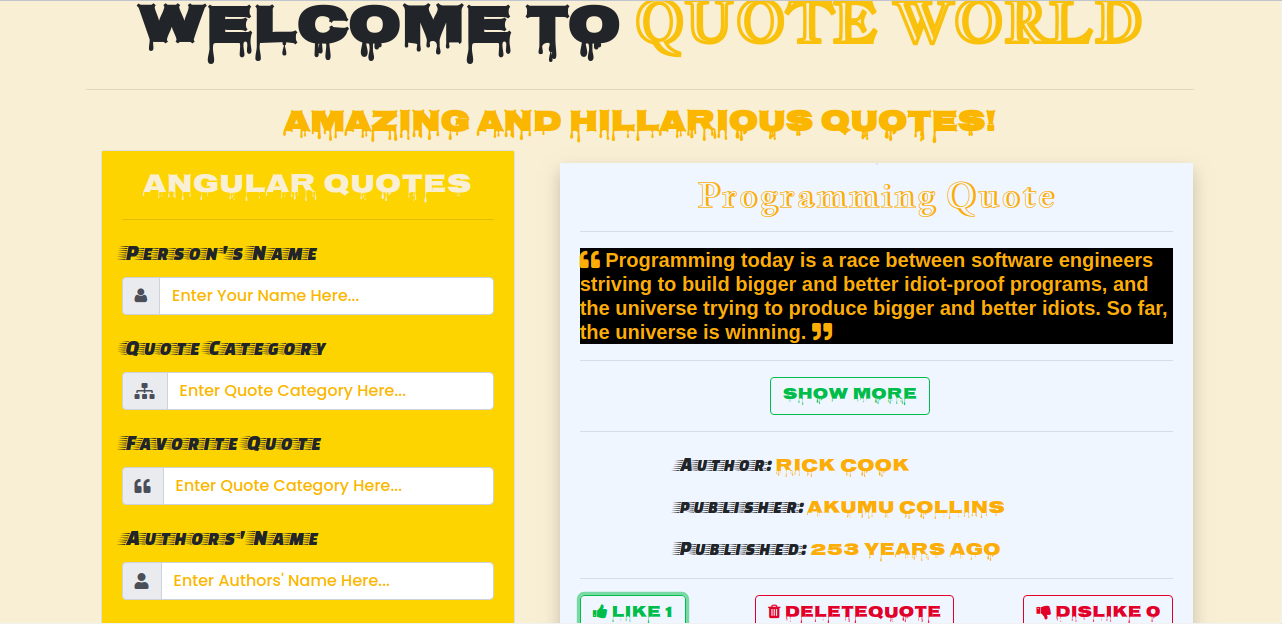 WELCOME TO QUOTE WORLD
AMAZING AND HILLARIOUS QUOTES!
ANGULAR QUOTES
Person's Name
Enter Your Name Here...
Quote Category
Enter Quote Category Here...
Favorite Quote
Enter Quote Category Here...
Authors' Name
Enter Authors' Name Here...
Programming Quote
“ Programming today is a race between software engineers
striving to build bigger and better idiot-proof programs, and
the universe trying to produce bigger and better idiots. So far,
the universe is winning. ”
SHOW MORE
Author: RICK COOK
publisher: AKUMU COLLINS
Published: 253 YEARS AGO
LIKE 1
DELETEQUOTE
DISLIKE 0